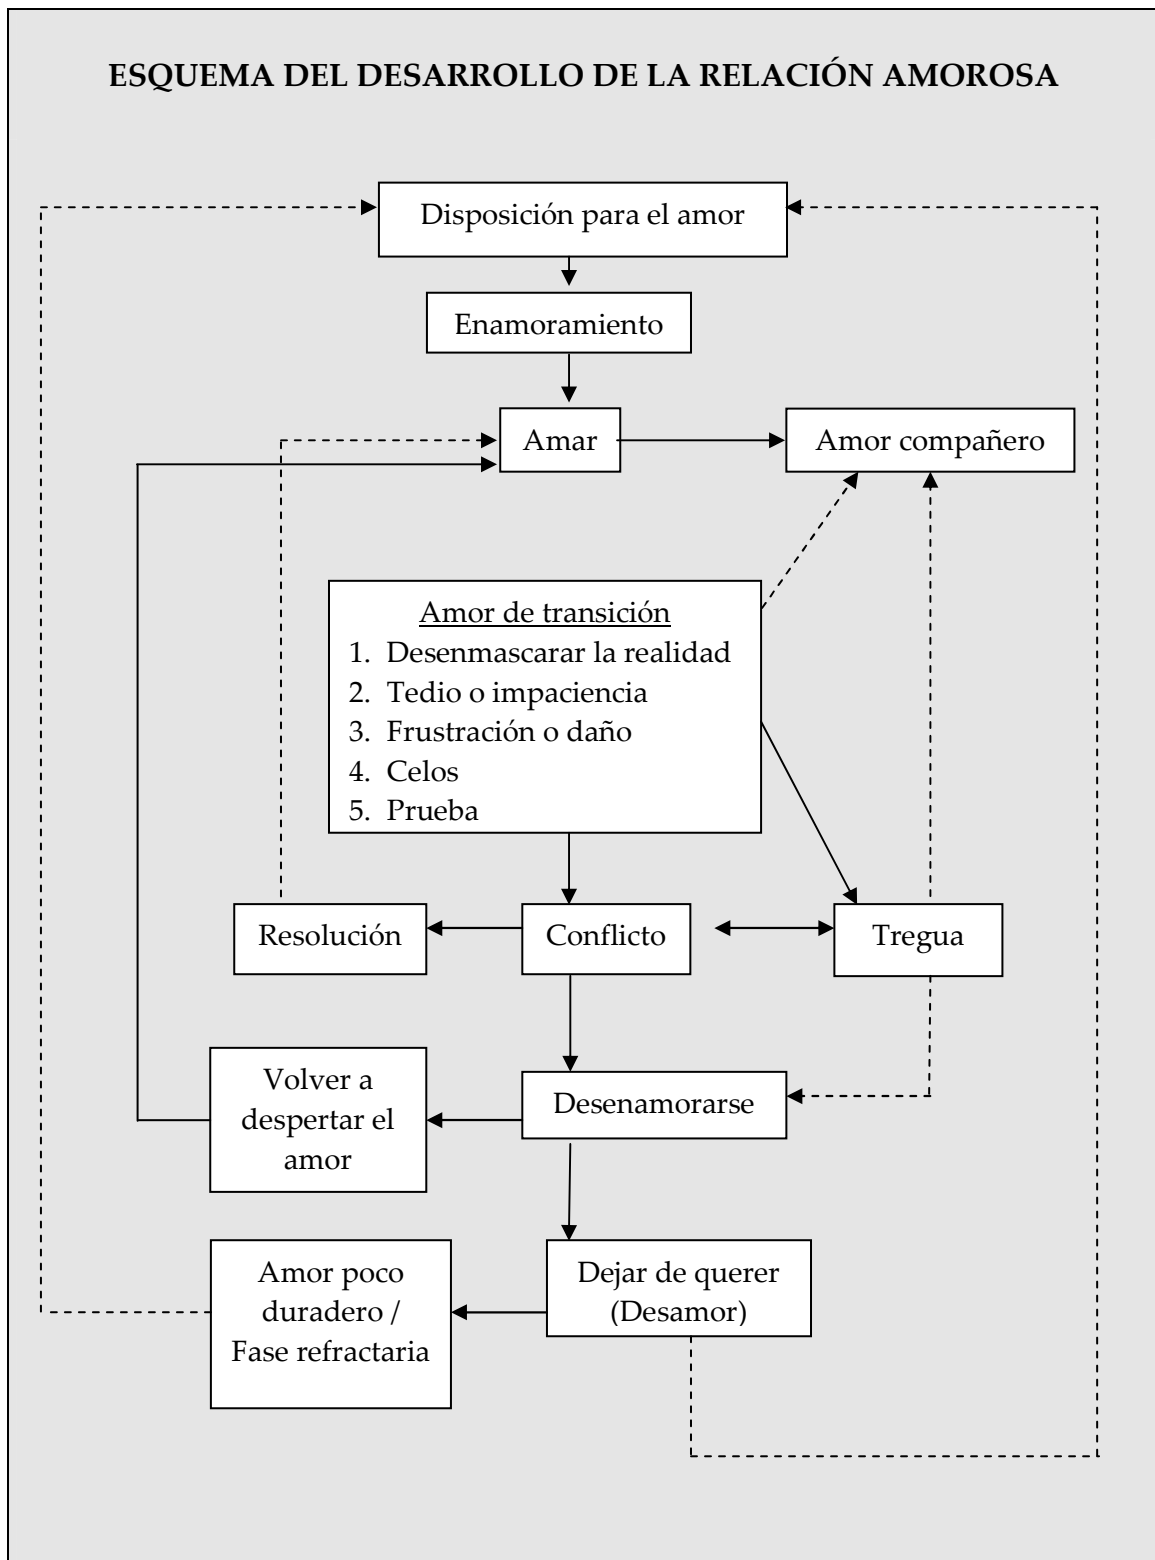 ESQUEMA DEL DESARROLLO DE LA RELACIÓN AMOROSA
Disposición para el amor
Enamoramiento
Amar
Amor compañero
Amor de transición
1. Desenmascarar la realidad
2. Tedio o impaciencia
3. Frustración o daño
4. Celos
5. Prueba
Resolución
Conflicto
Tregua
Volver a
despertar el
amor
Desenamorarse
Amor poco
duradero /
Fase refractaria
Dejar de querer
(Desamor)